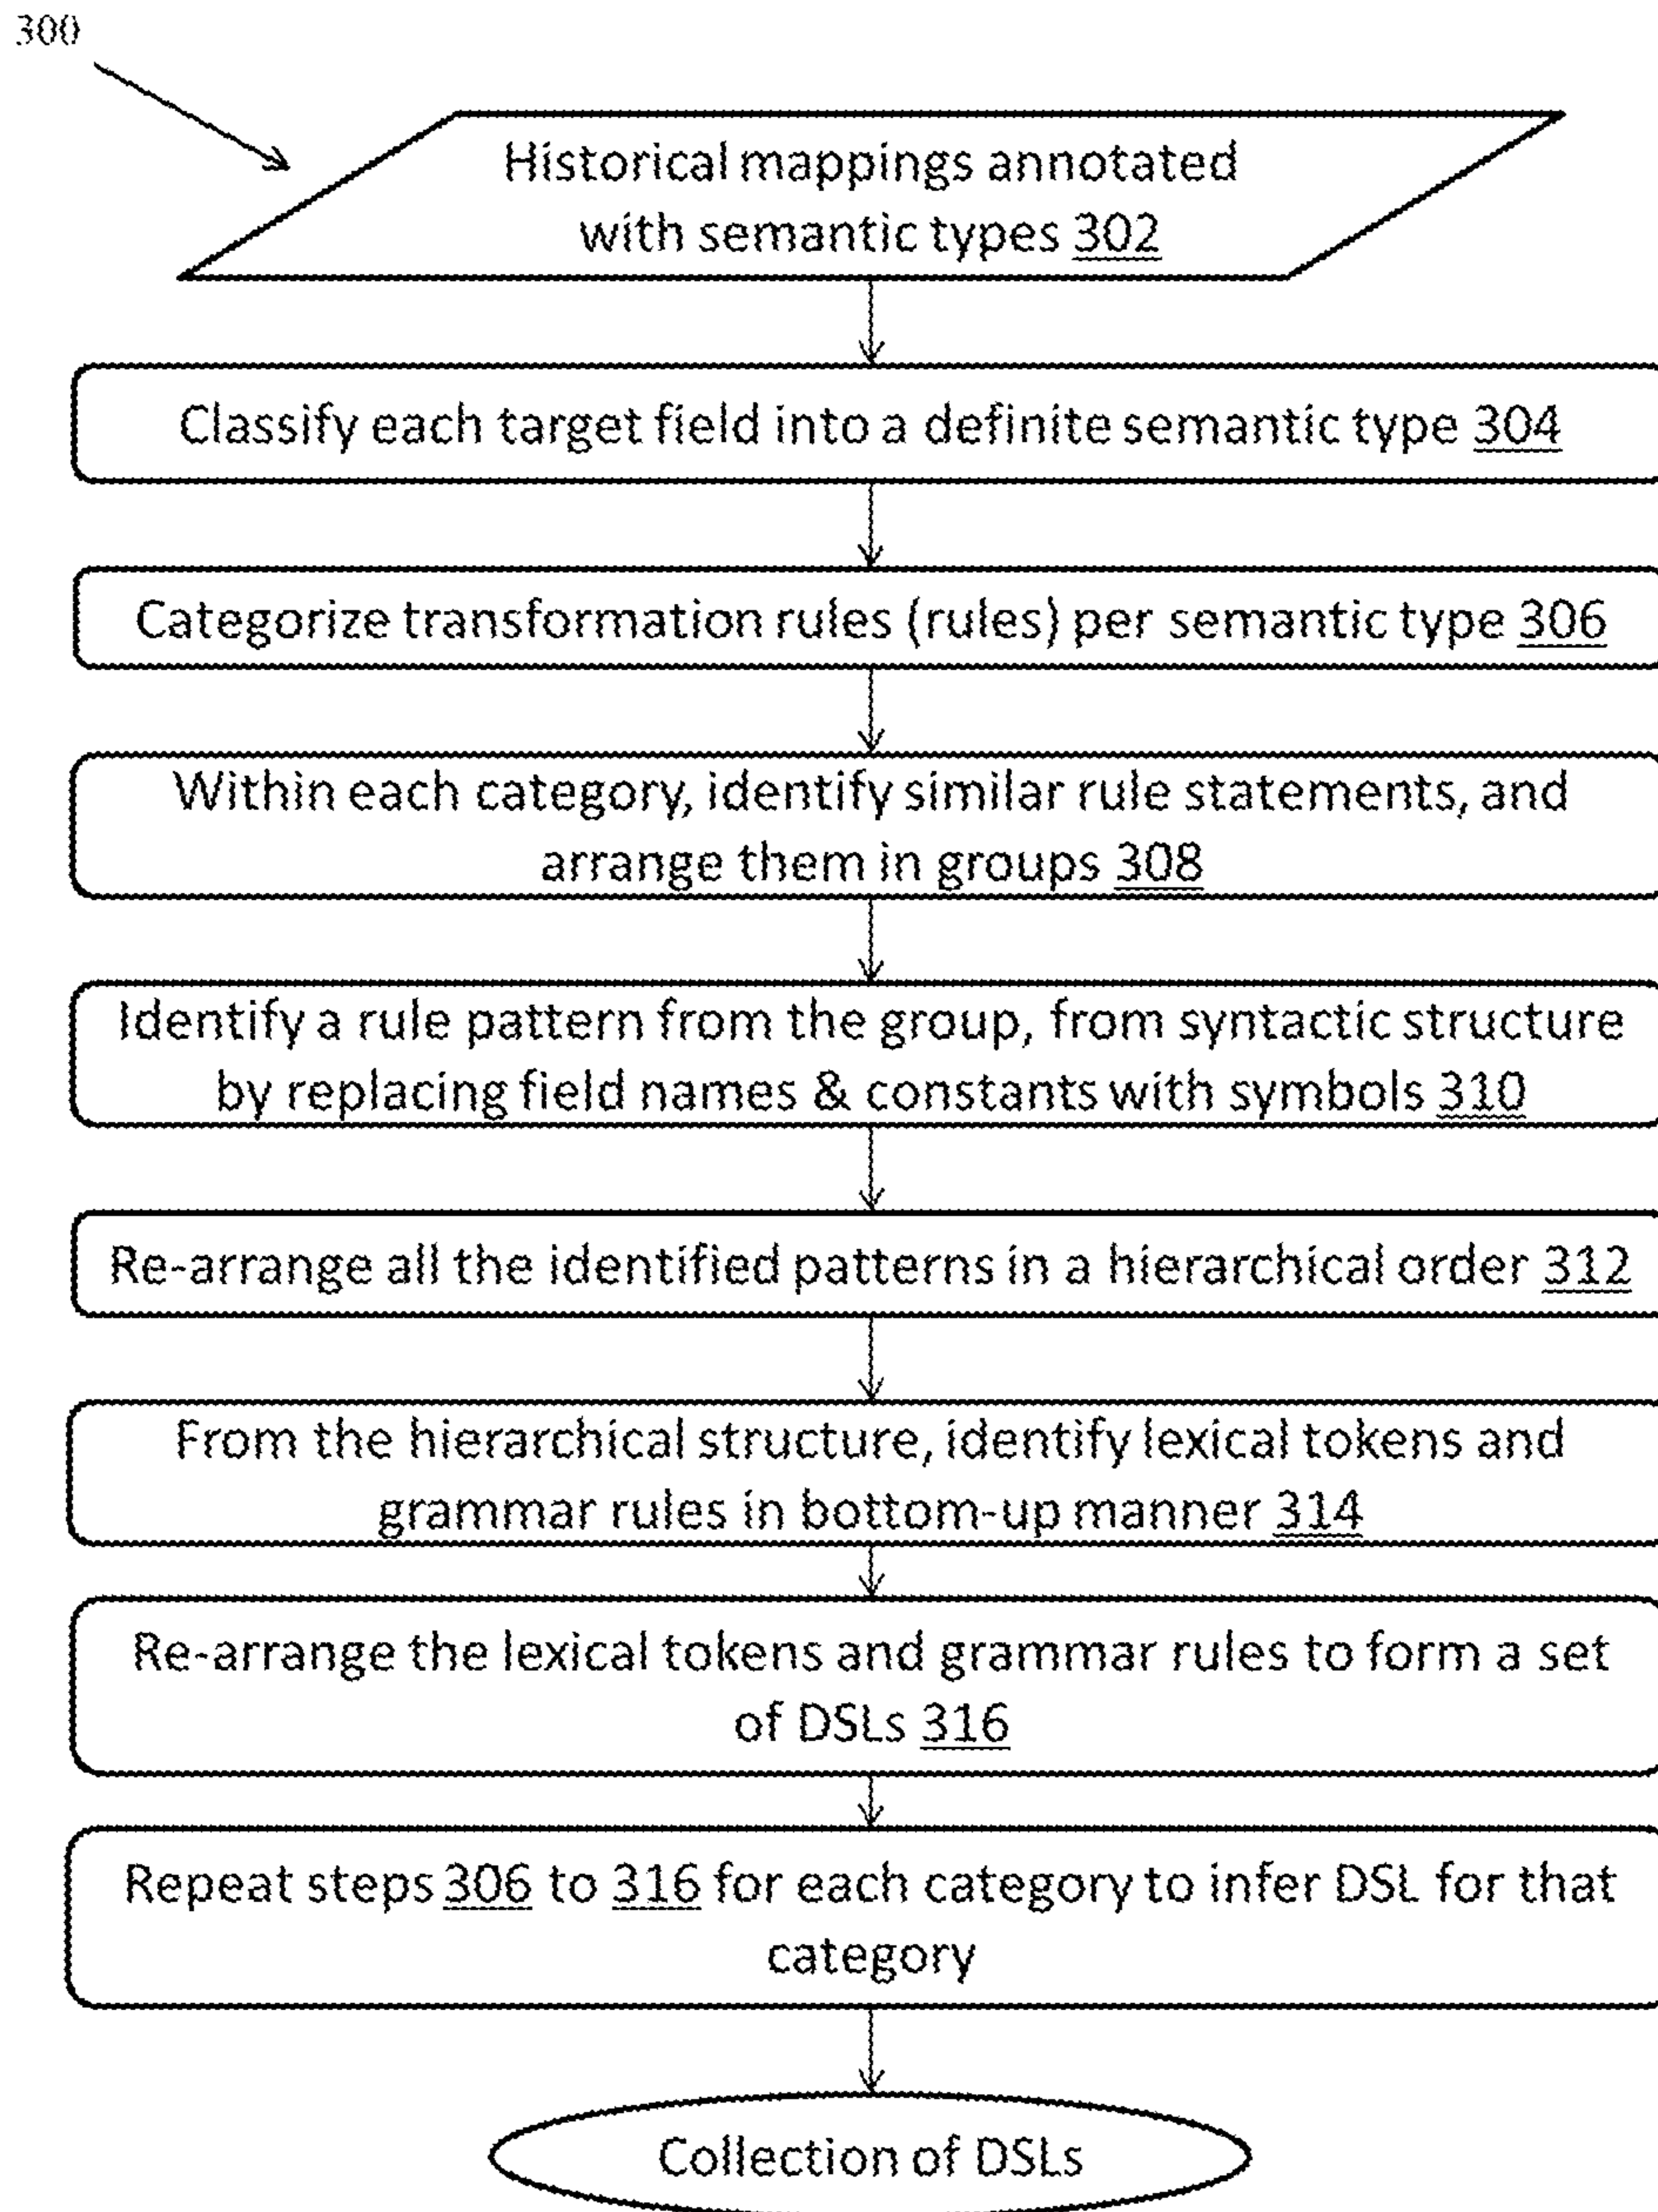 300
Historical mappings annotated
with semantic types 302
Classify each target field into a definite semantic type 304
Categorize transformation rules (rules) per semantic type 306
Within each category, identify similar rule statements, and
arrange them in groups 308
Identify a rule pattern from the group, from syntactic structure
by replacing field names & constants with symbols 310
Re-arrange all the identified patterns in a hierarchical order 312
From the hierarchical structure, identify lexical tokens and
grammar rules in bottom-up manner 314
Re-arrange the lexical tokens and grammar rules to form a set
of DSLs 316
Repeat steps 306 to 316 for each category to infer DSL for that
category
Collection of DSLs